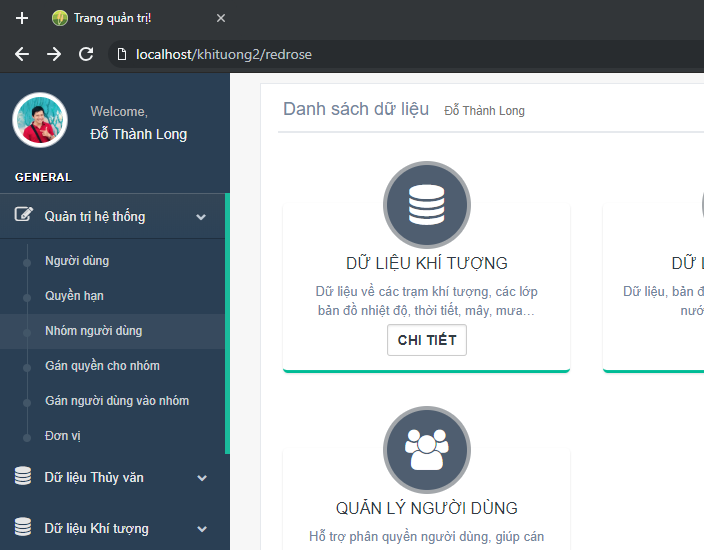 Trang quản trị!
localhost/khituong2/redrose
Welcome,
Đỗ Thành Long
GENERAL
Quản trị hệ thống
Người dùng
Quyền hạn
Nhóm người dùng
Gán quyền cho nhóm
Gán người dùng vào nhóm
Đơn vị
Dữ liệu Thủy văn
Dữ liệu Khí tượng
Danh sách dữ liệu Đỗ Thành Long
DỮ LIỆU KHÍ TƯỢNG
Dữ liệu về các trạm khí tượng, các lớp
bản đồ nhiệt độ, thời tiết, mây, mưa...
CHI TIẾT
DỮ L
Dữ liệu, bản đ
nướ
QUẢN LÝ NGƯỜI DÙNG
Hỗ trợ phân quyền người dùng, giúp cán